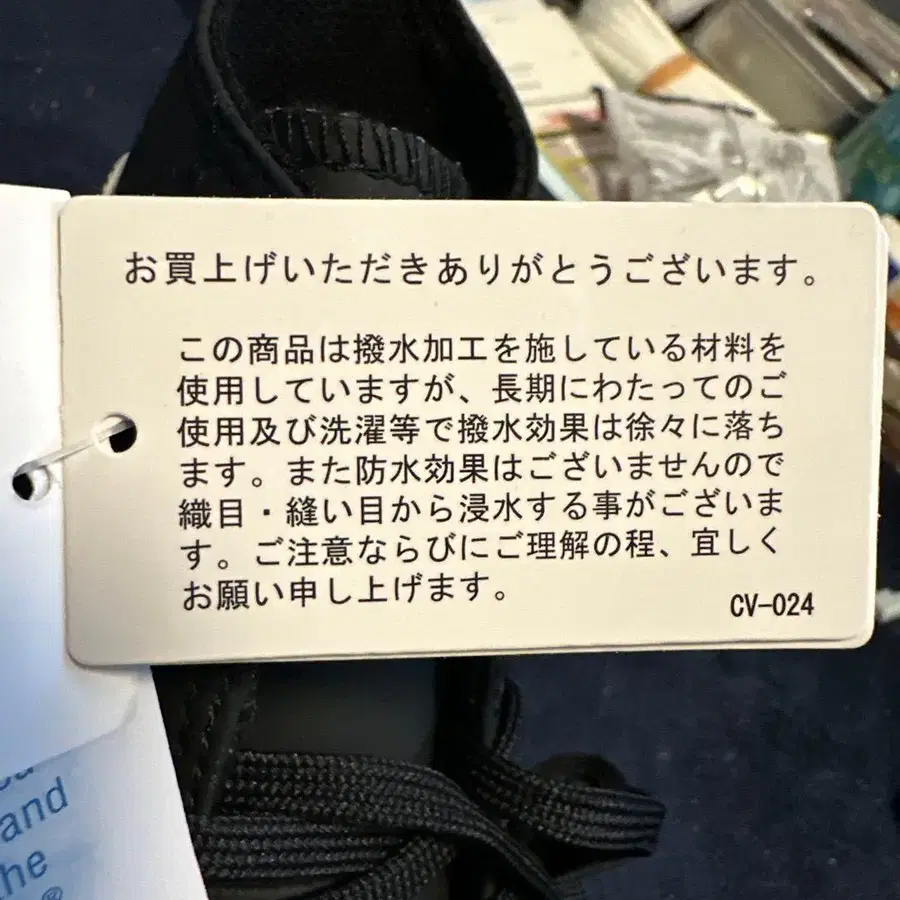 お買上げいただきありがとうございます。
この商品は撥水加工を施している材料を
使用していますが、長期にわたってのご
使用及び洗濯等で撥水効果は徐々に落ち
ます。また防水効果はございませんので
織目・縫い目から浸水する事がございま
す。ご注意ならびにご理解の程、宜しく
お願い申し上げます。
CV-024
and
he
®